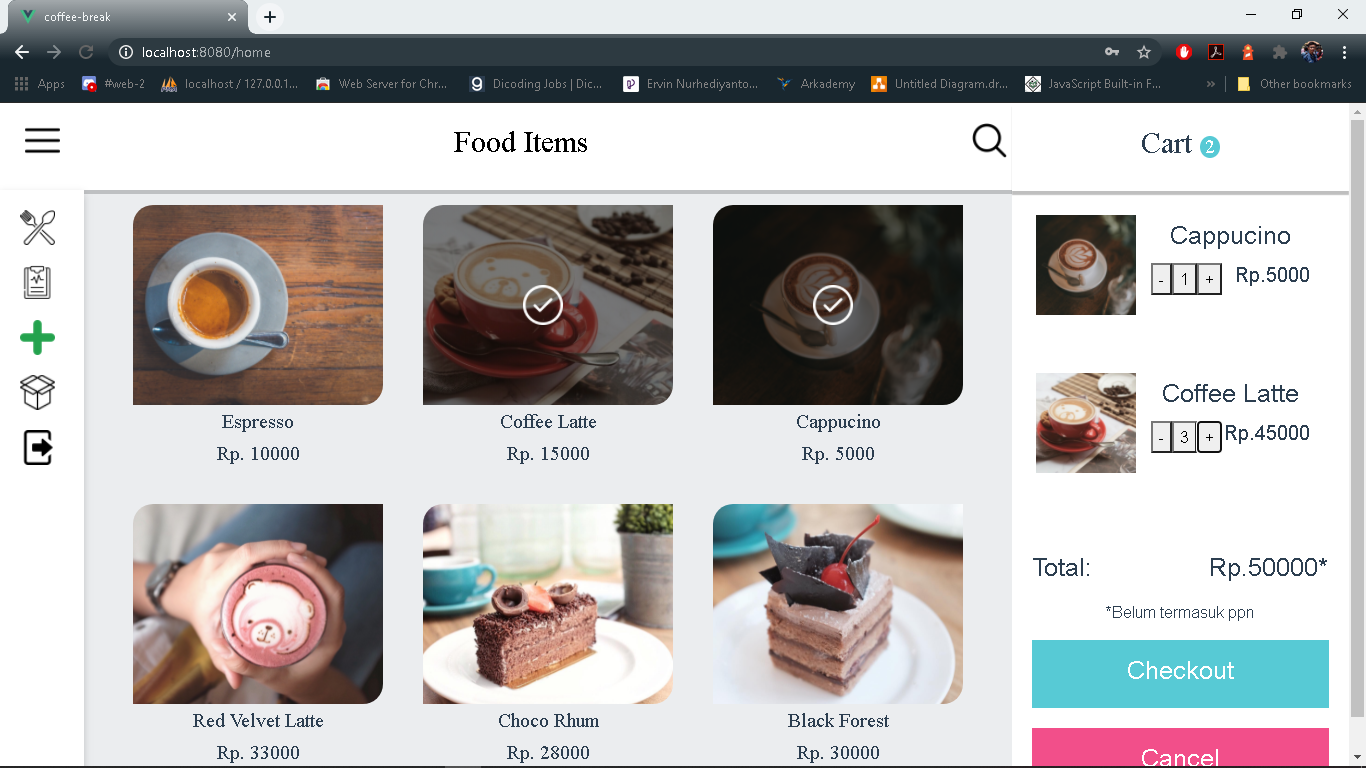 coffee-break
localhost:8080/home
Apps
#web-2
localhost / 127.0.0.1...
Web Server for Chr...
Dicoding Jobs | Dic...
Ervin Nurhediyanto...
Arkademy
Untitled Diagram.dr...
JavaScript Built-in F...
»
Other bookmarks
Food Items
Cart 2
Espresso
Rp. 10000
Coffee Latte
Rp. 15000
Cappucino
Rp. 5000
Red Velvet Latte
Rp. 33000
Choco Rhum
Rp. 28000
Black Forest
Rp. 30000
Cappucino
- 1 + Rp.5000
Coffee Latte
- 3 + Rp.45000
Total: Rp.50000*
*Belum termasuk ppn
Checkout
Cancel